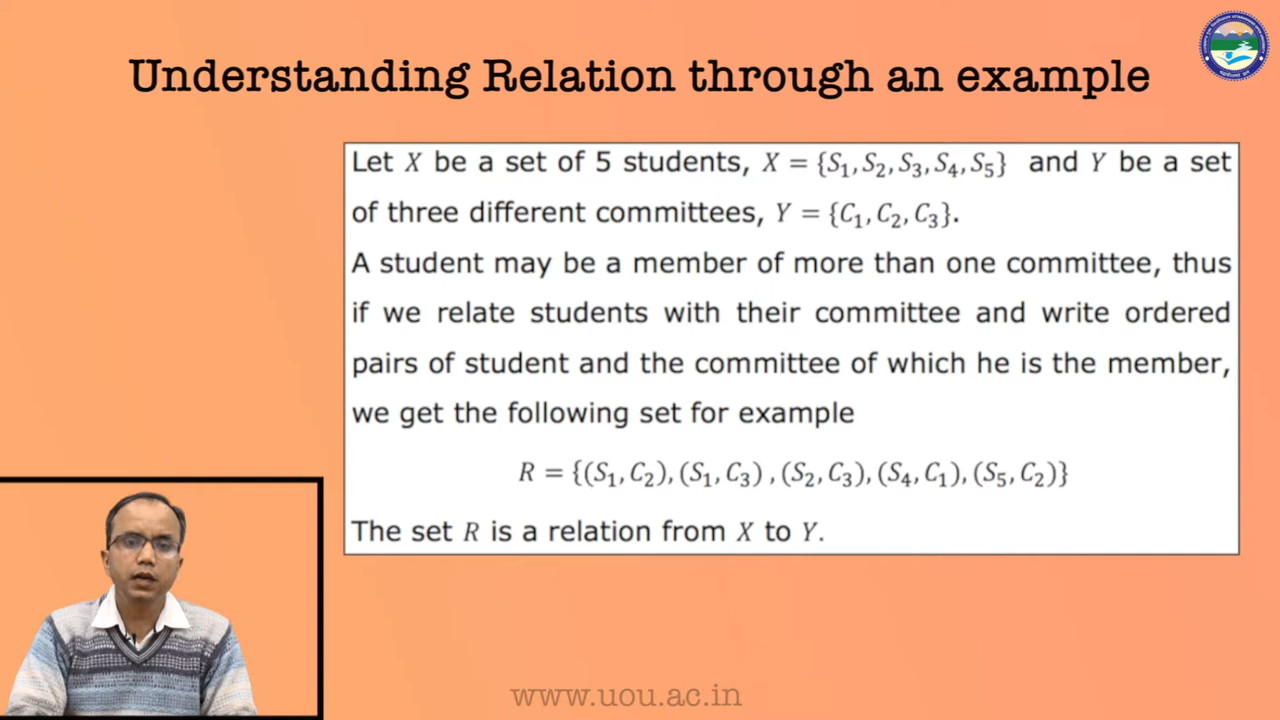 Understanding Relation through an example
Let X be a set of 5 students, X = {S₁, S₂, S₃, S₄, S₅} and Y be a set
of three different committees, Y = {C₁, C₂, C₃}.
A student may be a member of more than one committee, thus
if we relate students with their committee and write ordered
pairs of student and the committee of which he is the member,
we get the following set for example
R = {(S₁, C₂), (S₁, C₃) , (S₂, C₃), (S₄, C₁), (S₅, C₂)}
The set R is a relation from X to Y.
www.uou.ac.in